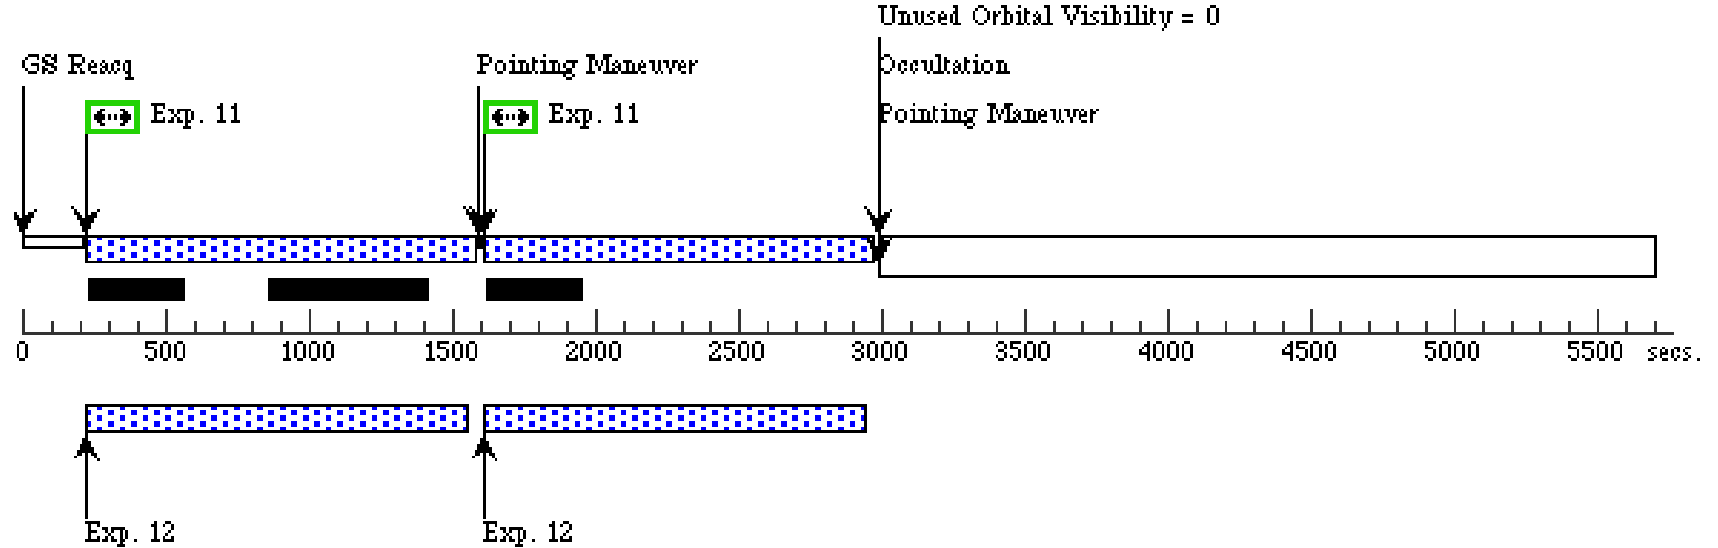 Unused Orbital Visibility = 0
GS Reacq
Pointing Maneuver
Occultation
Exp. 11
Exp. 11
Pointing Maneuver
0 500 1000 1500 2000 2500 3000 3500 4000 4500 5000 5500 secs.
Exp. 12
Exp. 12